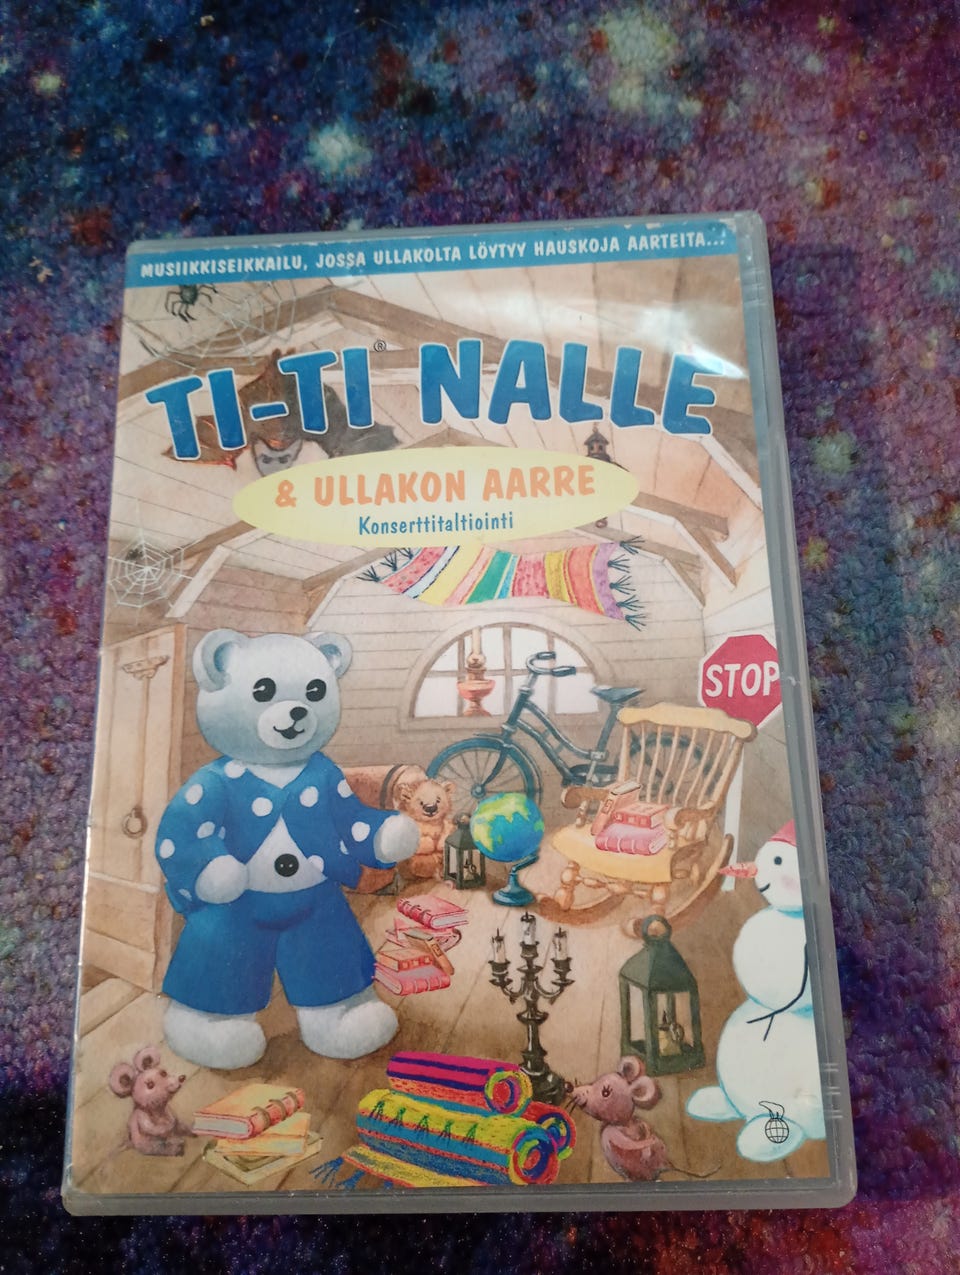 MUSIIKKISEIKKAILU, JOSSA ULLAKOLTA LÖYTYY HAUSKOJA AARTEITA...
TI-TI® NALLE
& ULLAKON AARRE
Konserttitaltiointi
STOP